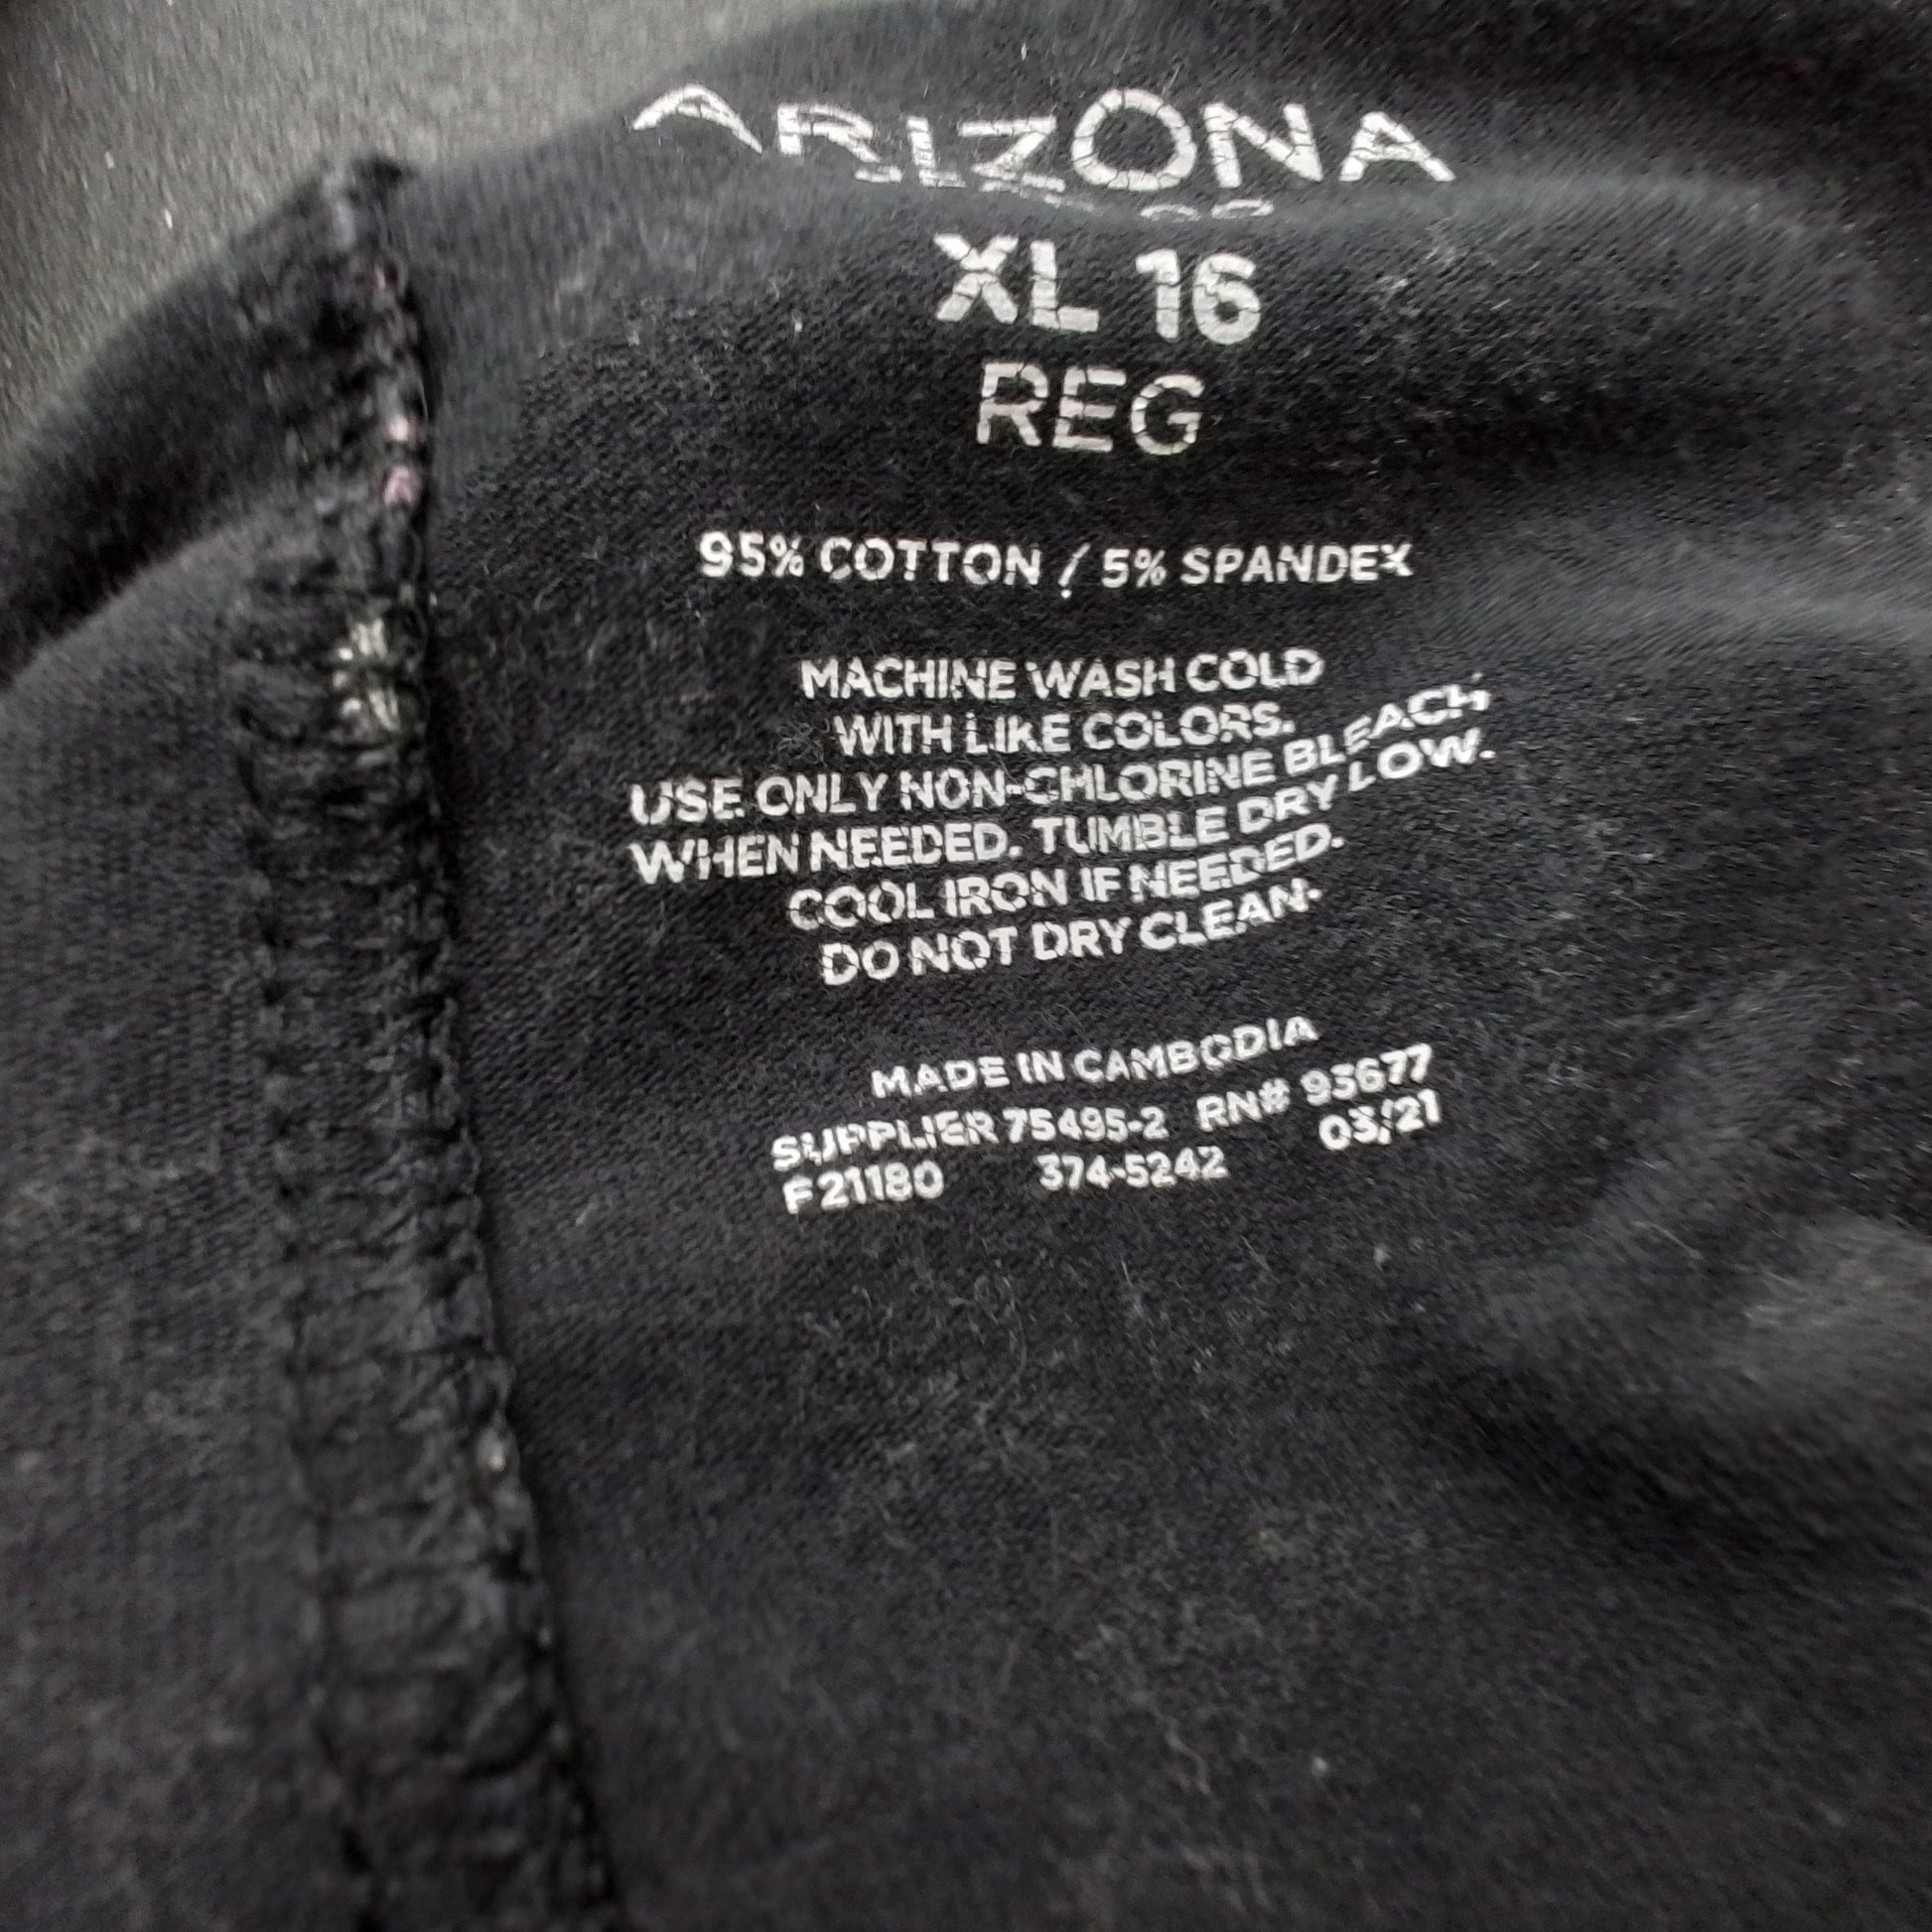 ARIZONA
XL 16
REG
95% COTTON / 5% SPANDEX
MACHINE WASH COLD
WITH LIKE COLORS.
USE ONLY NON-CHLORINE BLEACH
WHEN NEEDED. TUMBLE DRY LOW.
COOL IRON IF NEEDED.
DO NOT DRY CLEAN.
MADE IN CAMBODIA
SUPPLIER 75495-2 RN# 93677
F21180 374-5242 03/21